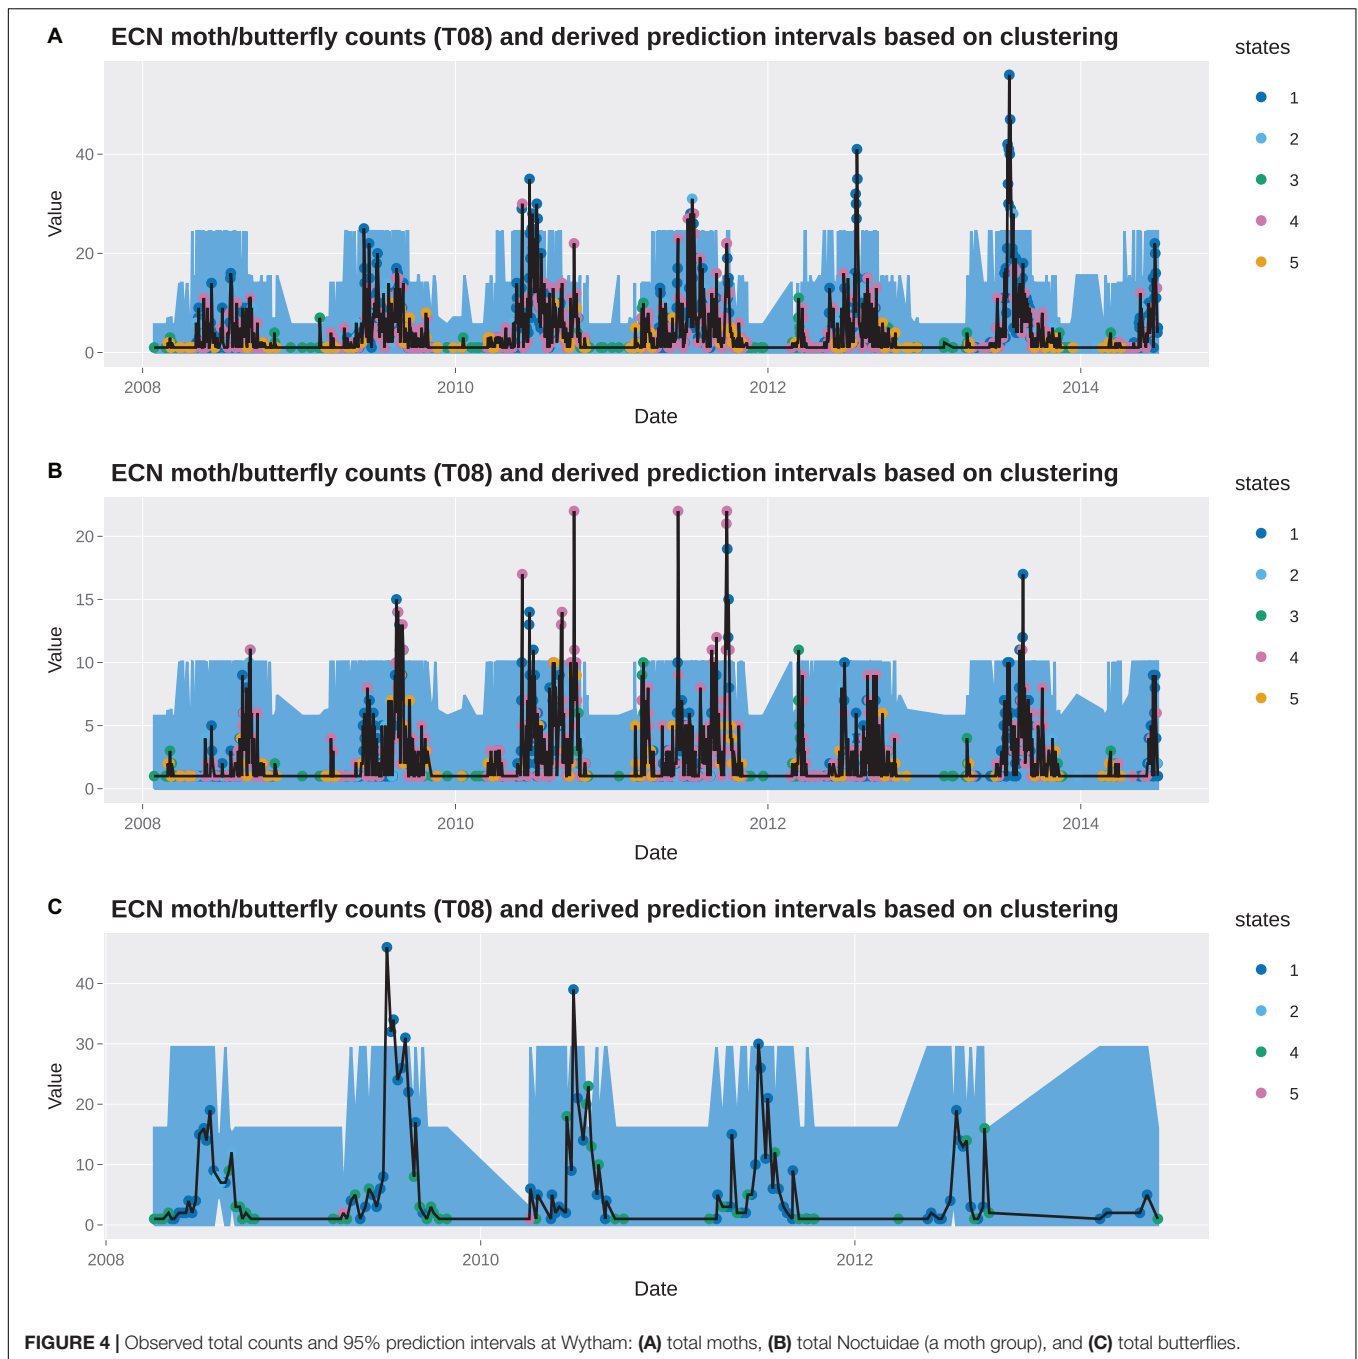 A
ECN moth/butterfly counts (T08) and derived prediction intervals based on clustering
states
1
2
3
4
5
Value
40
20
0
2008
2010
2012
2014
Date
B
ECN moth/butterfly counts (T08) and derived prediction intervals based on clustering
states
1
2
3
4
5
Value
20
15
10
5
0
2008
2010
2012
2014
Date
C
ECN moth/butterfly counts (T08) and derived prediction intervals based on clustering
states
1
2
4
5
Value
40
30
20
10
0
2008
2010
2012
Date
FIGURE 4 | Observed total counts and 95% prediction intervals at Wytham: (A) total moths, (B) total Noctuidae (a moth group), and (C) total butterflies.